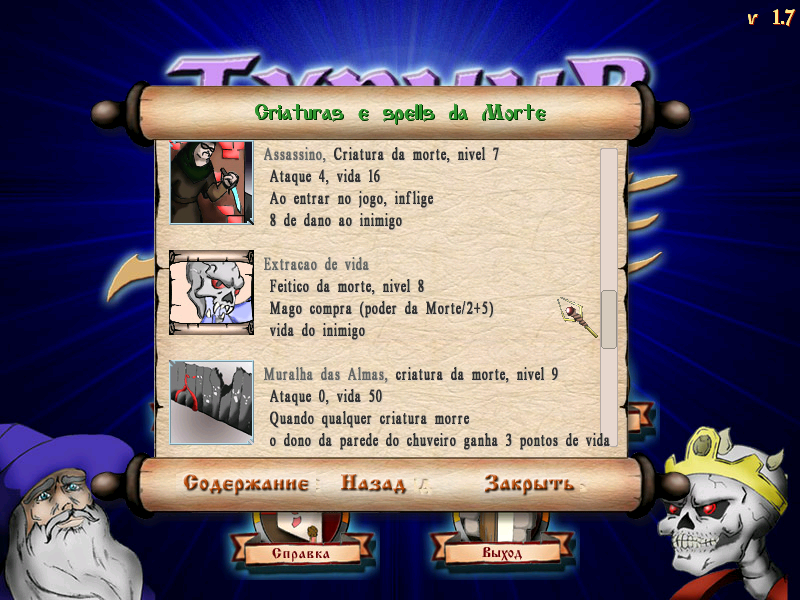 v 1.7
Турнир
Criaturas e spells da Morte
Assassino, Criatura da morte, nivel 7
Ataque 4, vida 16
Ao entrar no jogo, inflige
8 de dano ao inimigo
Extracao de vida
Feitico da morte, nivel 8
Mago compra (poder da Morte/2+5)
vida do inimigo
Muralha das Almas, criatura da morte, nivel 9
Ataque 0, vida 50
Quando qualquer criatura morre
o dono da parede do chuveiro ganha 3 pontos de vida
Содержание Назад Закрыть
Справка Выход